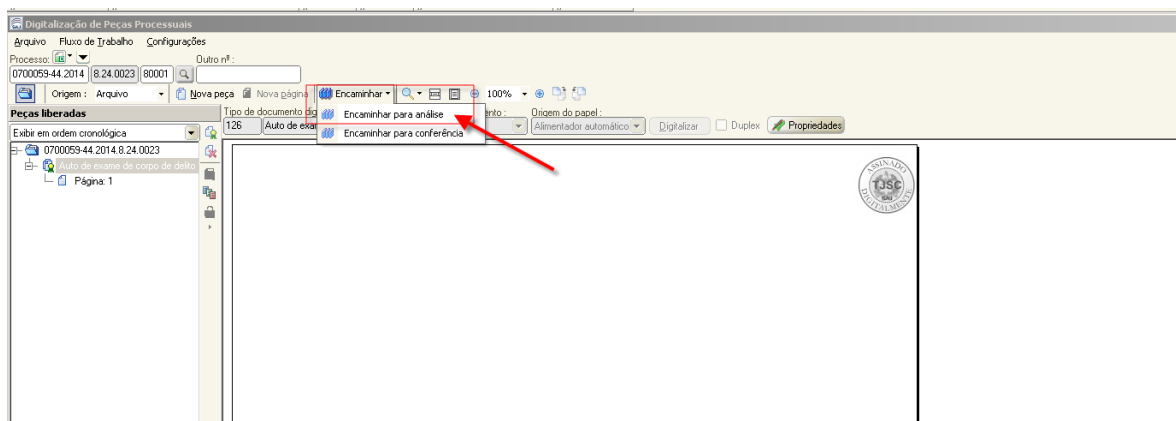 Digitalização de Peças Processuais
Arquivo Fluxo de Trabalho Configurações
Processo: Outro nº :
0700059-44.2014 8.24.0023 80001
Origem : Arquivo Nova peça Nova página Encaminhar 100%
Peças liberadas
Tipo de documento ento : Origem do papel :
126 Auto de exa Alimentador automático Digitalizar Duplex Propriedades
Encaminhar para análise
Encaminhar para conferência
Exibir em ordem cronológica
0700059-44.2014.8.24.0023
Auto de exame de corpo de delito
Página: 1
ASSINADO
TJSC
SAJ
DIGITALMENTE